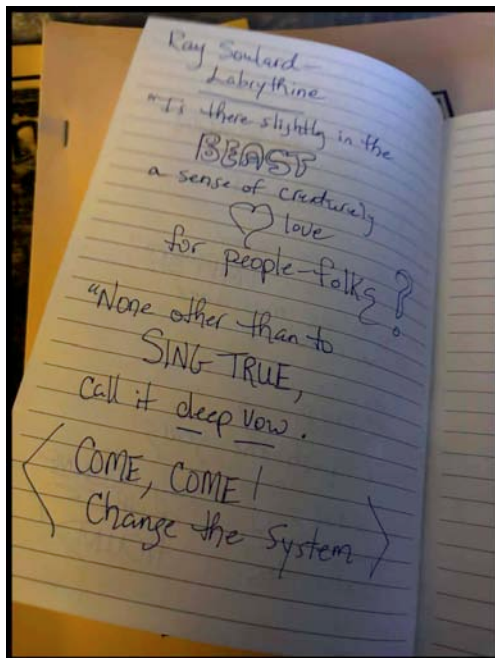 Ray Soulard–
Labrythine
"Is there slightly in the
BEAST
a sense of creaturely
♡ love
for people-folks?
"None other than to
SING TRUE,
call it deep vow.
< COME, COME!
Change the System >